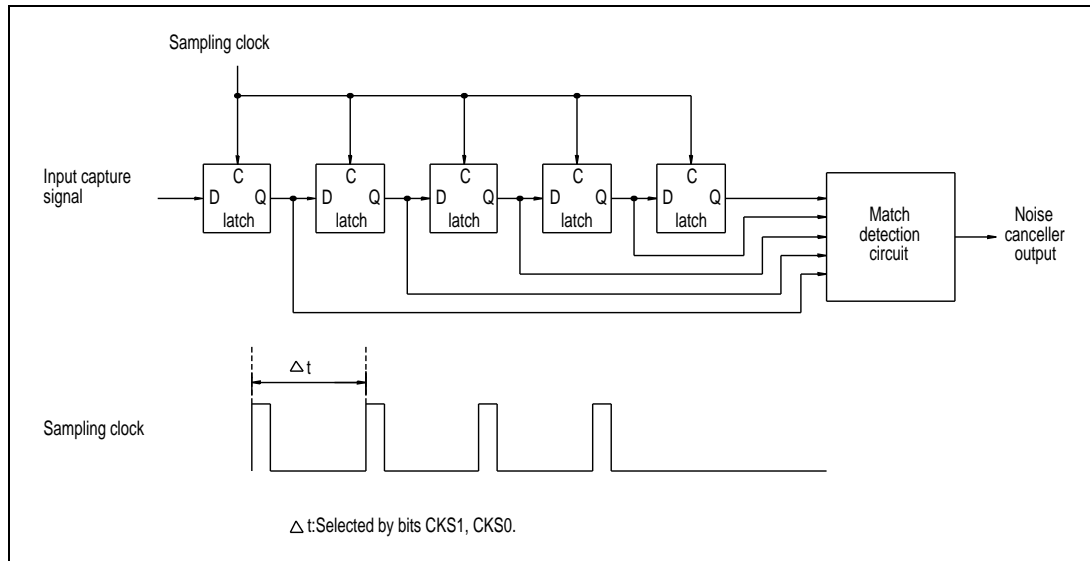 Sampling clock
Input capture
signal
C
D Q
latch
C
D Q
latch
C
D Q
latch
C
D Q
latch
C
D Q
latch
Match
detection
circuit
Noise
canceller
output
△ t
Sampling clock
△ t:Selected by bits CKS1, CKS0.